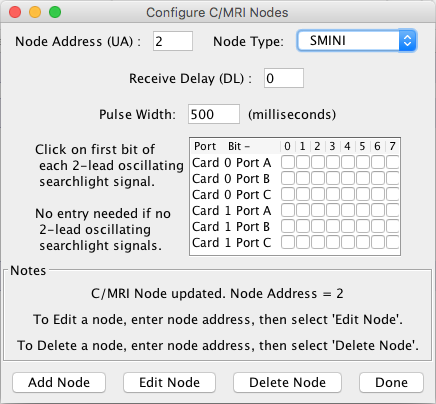 Configure C/MRI Nodes
Node Address (UA) : 2 Node Type: SMINI
Receive Delay (DL) : 0
Pulse Width: 500 (milliseconds)
Click on first bit of
each 2-lead oscillating
searchlight signal.
No entry needed if no
2-lead oscillating
searchlight signals.
Port Bit – 0 1 2 3 4 5 6 7
Card 0 Port A
Card 0 Port B
Card 0 Port C
Card 1 Port A
Card 1 Port B
Card 1 Port C
Notes
C/MRI Node updated. Node Address = 2
To Edit a node, enter node address, then select 'Edit Node'.
To Delete a node, enter node address, then select 'Delete Node'.
Add Node Edit Node Delete Node Done